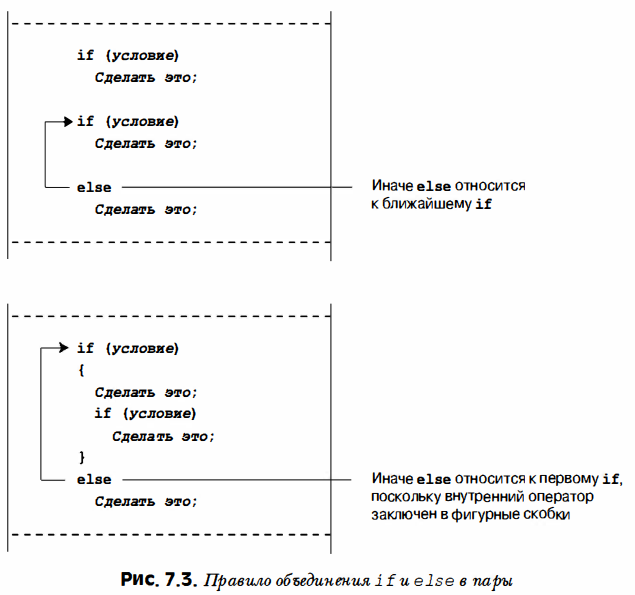 if (условие)
Сделать это;
if (условие)
Сделать это;
else
Иначе else относится
к ближайшему if
Сделать это;
if (условие)
{
Сделать это;
if (условие)
Сделать это;
}
else
Иначе else относится к первому if,
поскольку внутренний оператор
заключен в фигурные скобки
Сделать это;
Рис. 7.3. Правило объединения if и else в пары